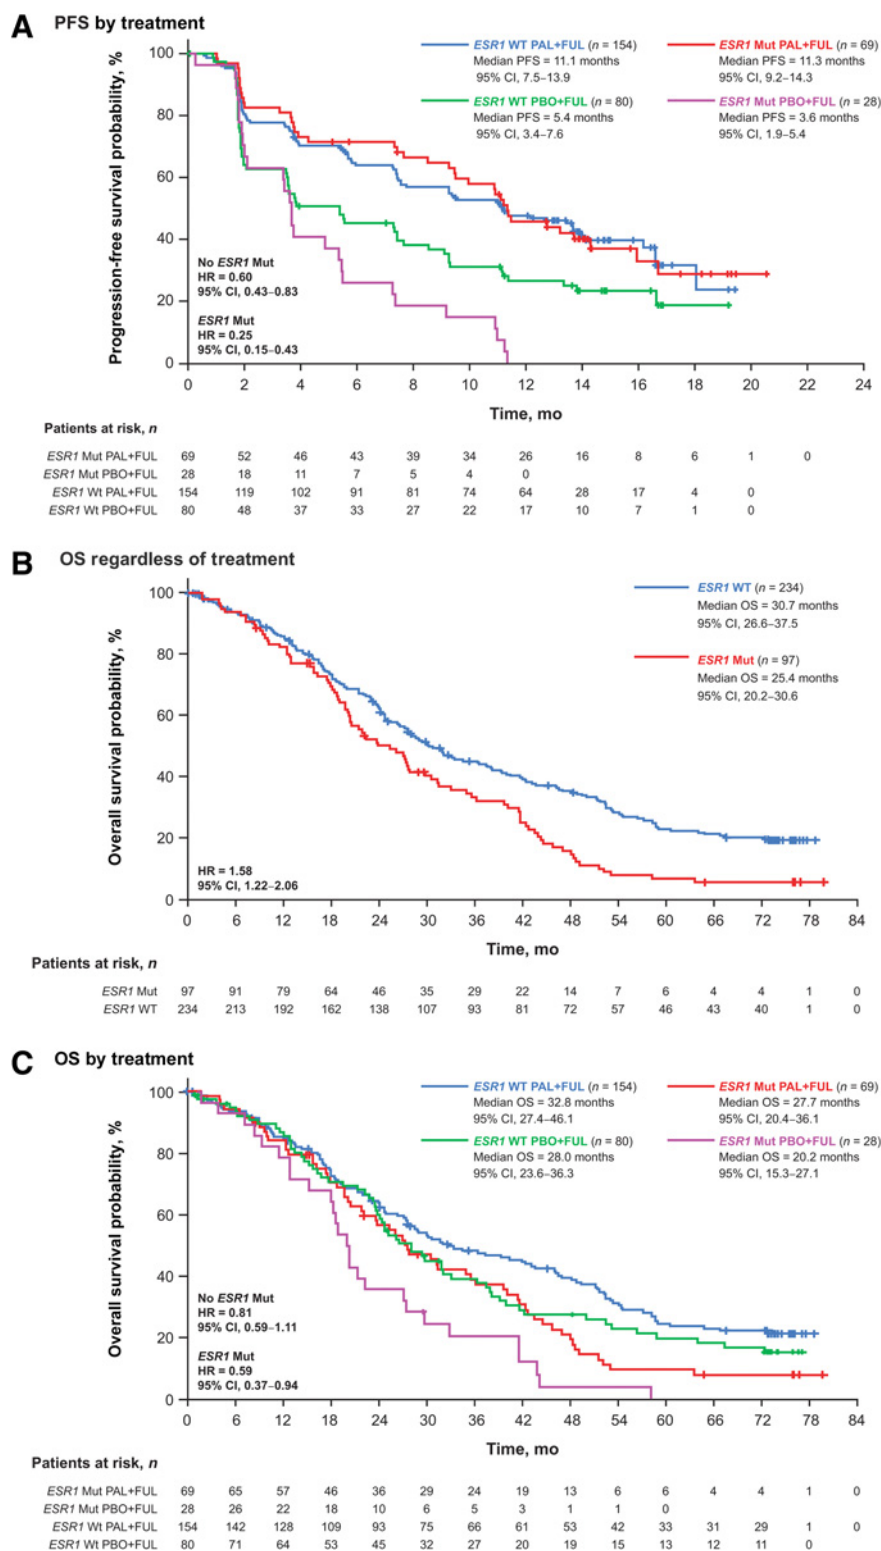 A PFS by treatment
ESR1 WT PAL+FUL (n = 154)
Median PFS = 11.1 months
95% CI, 7.5–13.9
ESR1 Mut PAL+FUL (n = 69)
Median PFS = 11.3 months
95% CI, 9.2–14.3
ESR1 WT PBO+FUL (n = 80)
Median PFS = 5.4 months
95% CI, 3.4–7.6
ESR1 Mut PBO+FUL (n = 28)
Median PFS = 3.6 months
95% CI, 1.9–5.4
Progression-free survival probability, %
100
80
60
40
20
0
No ESR1 Mut
HR = 0.60
95% CI, 0.43–0.83
ESR1 Mut
HR = 0.25
95% CI, 0.15–0.43
0 2 4 6 8 10 12 14 16 18 20 22 24
Time, mo
Patients at risk, n
ESR1 Mut PAL+FUL 69 52 46 43 39 34 26 16 8 6 1 0
ESR1 Mut PBO+FUL 28 18 11 7 5 4 0
ESR1 Wt PAL+FUL 154 119 102 91 81 74 64 28 17 4 0
ESR1 Wt PBO+FUL 80 48 37 33 27 22 17 10 7 1 0
B OS regardless of treatment
ESR1 WT (n = 234)
Median OS = 30.7 months
95% CI, 26.6–37.5
ESR1 Mut (n = 97)
Median OS = 25.4 months
95% CI, 20.2–30.6
Overall survival probability, %
100
80
60
40
20
0
HR = 1.58
95% CI, 1.22–2.06
0 6 12 18 24 30 36 42 48 54 60 66 72 78 84
Time, mo
Patients at risk, n
ESR1 Mut 97 91 79 64 46 35 29 22 14 7 6 4 4 1 0
ESR1 WT 234 213 192 162 138 107 93 81 72 57 46 43 40 1 0
C OS by treatment
ESR1 WT PAL+FUL (n = 154)
Median OS = 32.8 months
95% CI, 27.4–46.1
ESR1 Mut PAL+FUL (n = 69)
Median OS = 27.7 months
95% CI, 20.4–36.1
ESR1 WT PBO+FUL (n = 80)
Median OS = 28.0 months
95% CI, 23.6–36.3
ESR1 Mut PBO+FUL (n = 28)
Median OS = 20.2 months
95% CI, 15.3–27.1
Overall survival probability, %
100
80
60
40
20
0
No ESR1 Mut
HR = 0.81
95% CI, 0.59–1.11
ESR1 Mut
HR = 0.59
95% CI, 0.37–0.94
0 6 12 18 24 30 36 42 48 54 60 66 72 78 84
Time, mo
Patients at risk, n
ESR1 Mut PAL+FUL 69 65 57 46 36 29 24 19 13 6 6 4 4 1 0
ESR1 Mut PBO+FUL 28 26 22 18 10 6 5 3 1 1 0
ESR1 Wt PAL+FUL 154 142 128 109 93 75 66 61 53 42 33 31 29 1 0
ESR1 Wt PBO+FUL 80 71 64 53 45 32 27 20 19 15 13 12 11 0